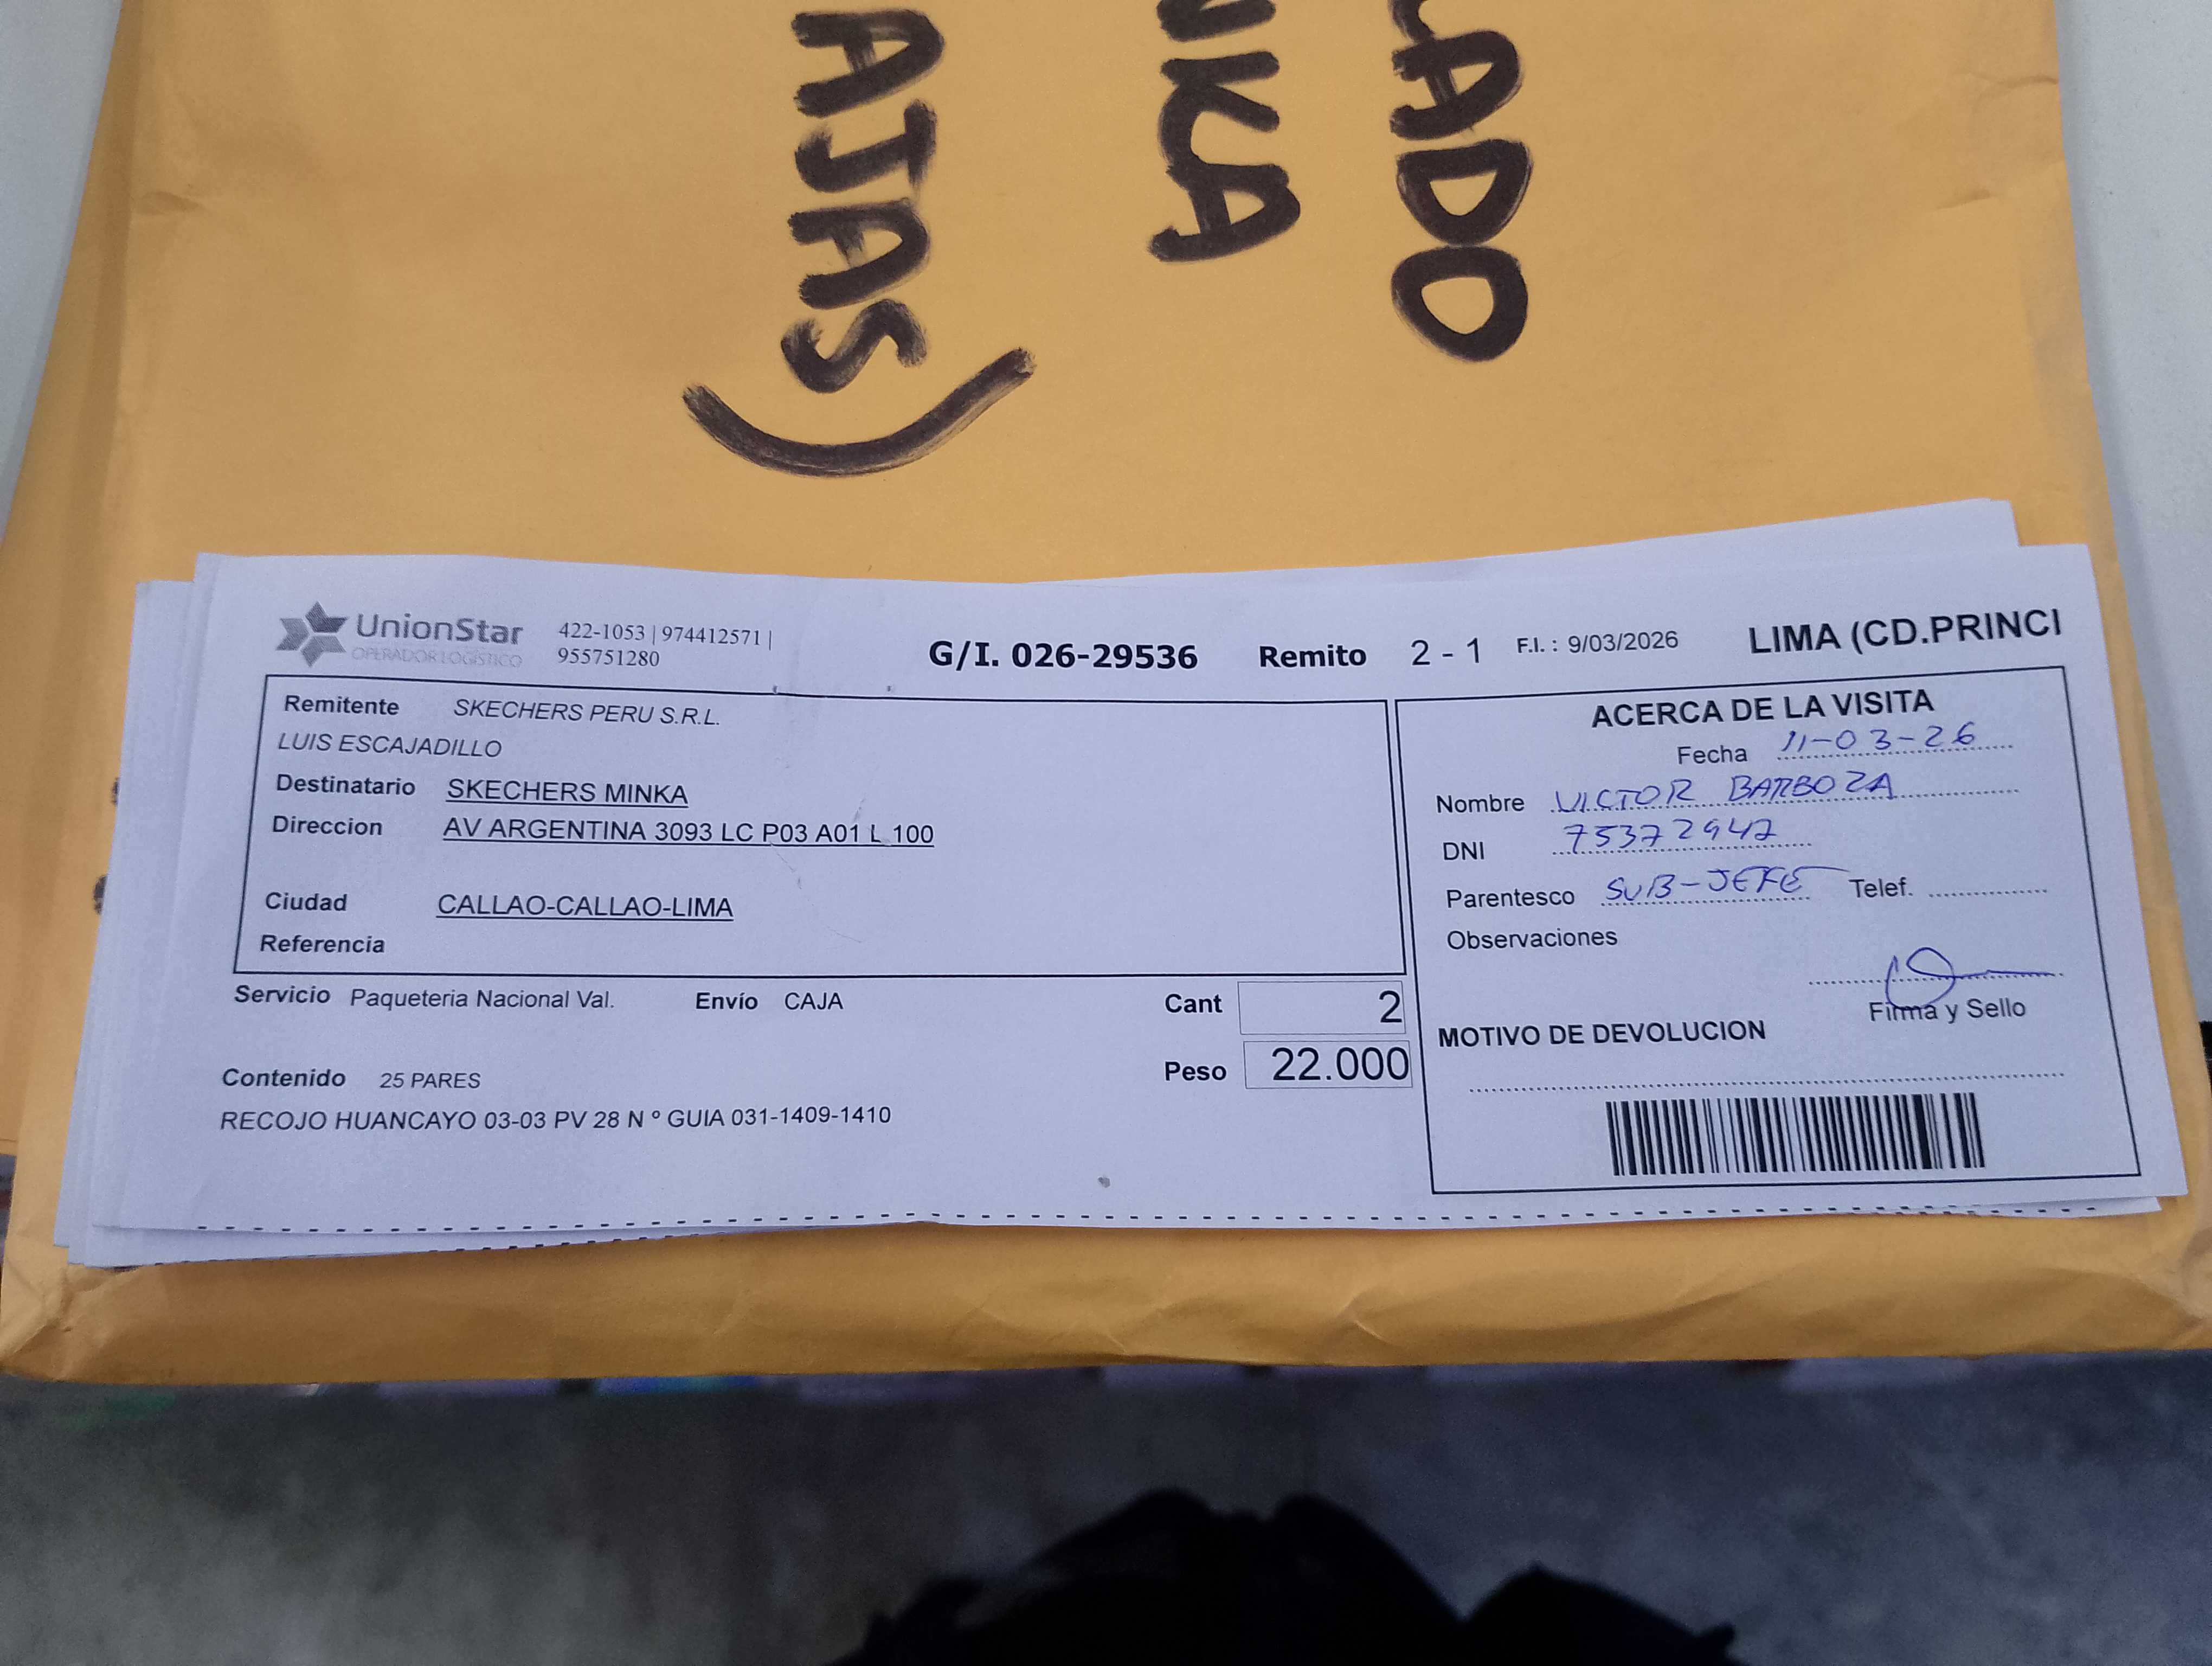 LADO
NKA
AJAS)
UnionStar
OPERADOR LOGÍSTICO
422-1053 | 974412571 |
955751280
G/I. 026-29536 Remito 2 - 1 F.I. : 9/03/2026 LIMA (CD.PRINCI
Remitente SKECHERS PERU S.R.L.
LUIS ESCAJADILLO
Destinatario SKECHERS MINKA
Direccion AV ARGENTINA 3093 LC P03 A01 L 100
Ciudad CALLAO-CALLAO-LIMA
Referencia
Servicio Paqueteria Nacional Val. Envío CAJA
Cant 2
Peso 22.000
Contenido 25 PARES
RECOJO HUANCAYO 03-03 PV 28 N º GUIA 031-1409-1410
ACERCA DE LA VISITA
Fecha 11-03-26
Nombre VICTOR BARBOZA
DNI 75372947
Parentesco SUB-JEFE Telef.
Observaciones
Firma y Sello
MOTIVO DE DEVOLUCION